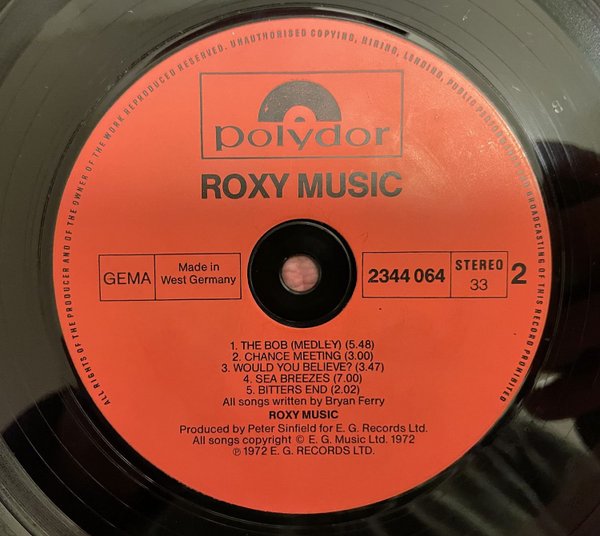 ALL RIGHTS OF THE PRODUCER AND OF THE OWNER OF THE WORK REPRODUCED RESERVED. UNAUTHORISED COPYING, HIRING, LENDING, PUBLIC PERFORMANCE AND BROADCASTING OF THIS RECORD PROHIBITED
polydor
ROXY MUSIC
GEMA
Made in
West Germany
2344 064
STEREO
33
2
1. THE BOB (MEDLEY) (5.48)
2. CHANCE MEETING (3.00)
3. WOULD YOU BELIEVE? (3.47)
4. SEA BREEZES (7.00)
5. BITTERS END (2.02)
All songs written by Bryan Ferry
ROXY MUSIC
Produced by Peter Sinfield for E. G. Records Ltd.
All songs copyright © E. G. Music Ltd. 1972
℗ 1972 E.G. RECORDS LTD.